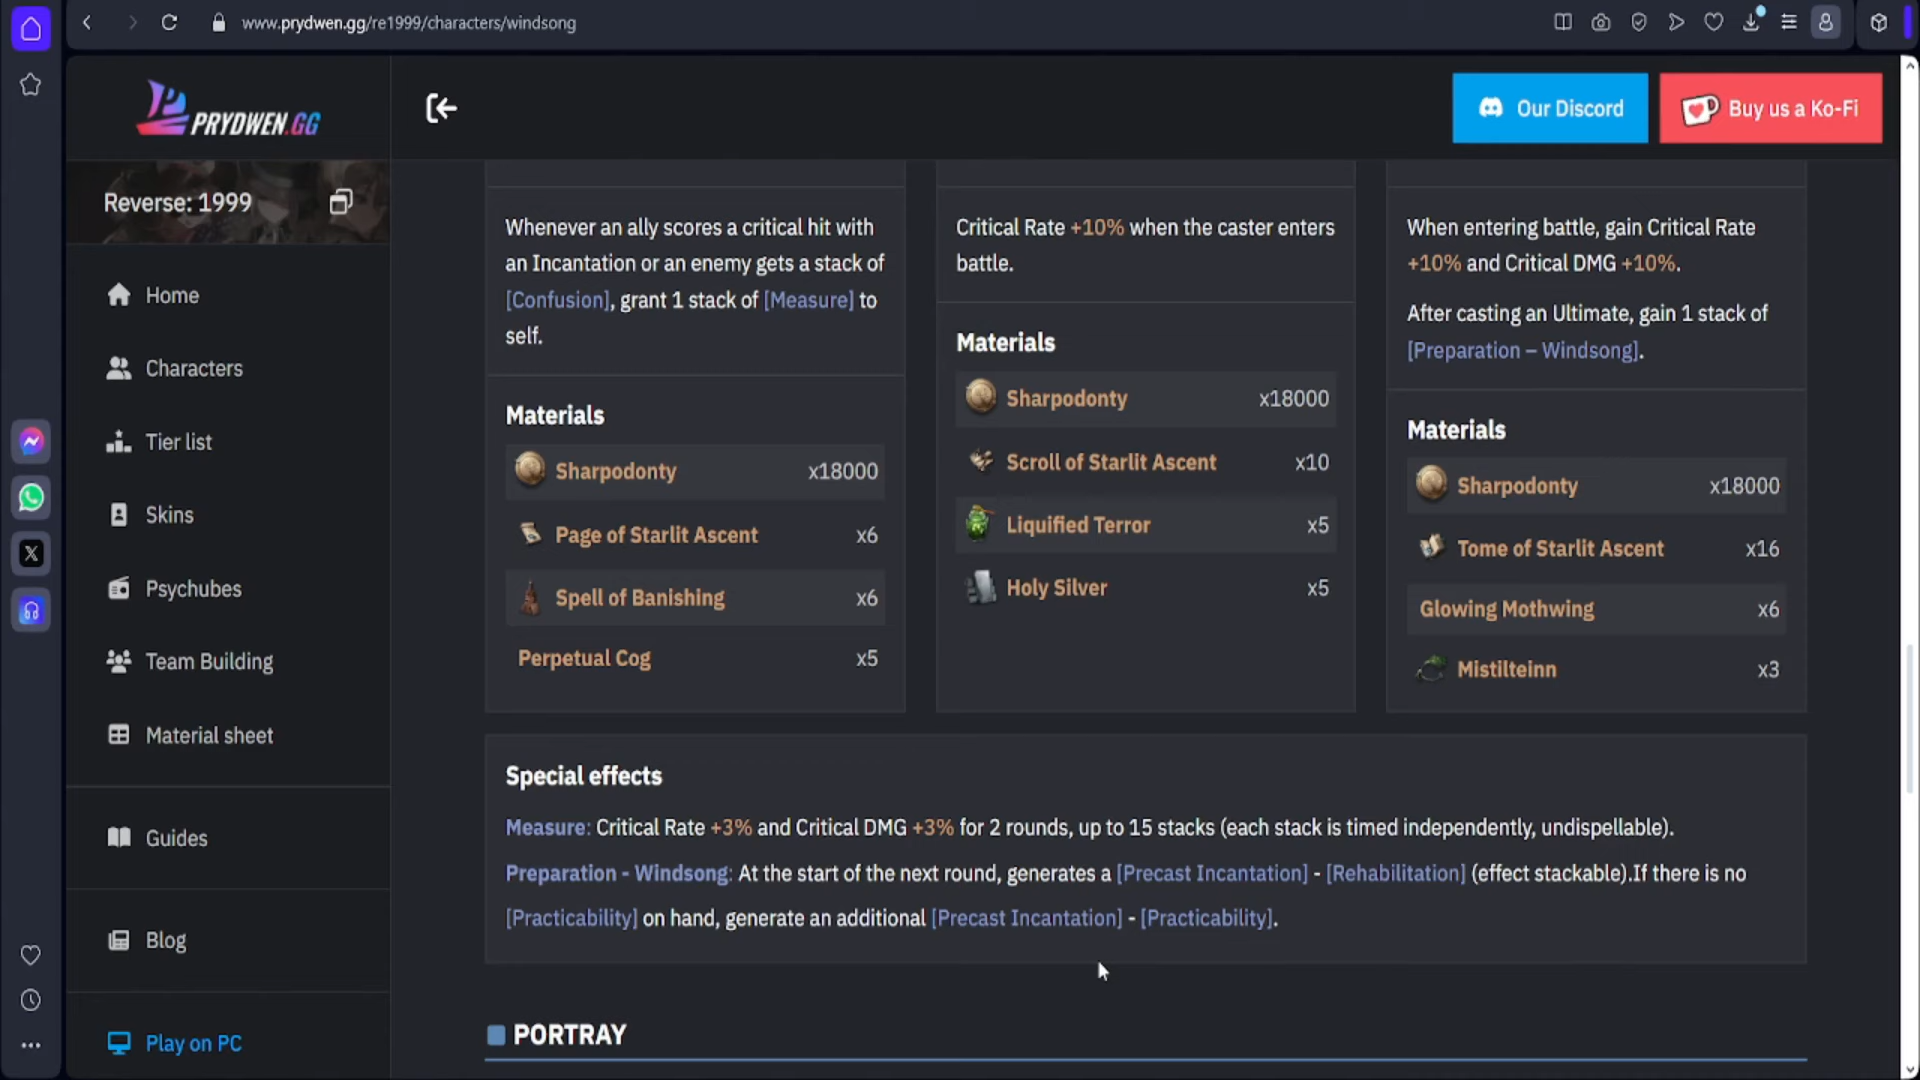 www.prydwen.gg/re1999/characters/windsong
PRYDWEN.GG
Our Discord
Buy us a Ko-Fi
Reverse: 1999
Home
Characters
Tier list
Skins
Psychubes
Team Building
Material sheet
Guides
Blog
Play on PC
Whenever an ally scores a critical hit with
an Incantation or an enemy gets a stack of
[Confusion], grant 1 stack of [Measure] to
self.
Materials
Sharpodonty x18000
Page of Starlit Ascent x6
Spell of Banishing x6
Perpetual Cog x5
Critical Rate +10% when the caster enters
battle.
Materials
Sharpodonty x18000
Scroll of Starlit Ascent x10
Liquified Terror x5
Holy Silver x5
When entering battle, gain Critical Rate
+10% and Critical DMG +10%.
After casting an Ultimate, gain 1 stack of
[Preparation – Windsong].
Materials
Sharpodonty x18000
Tome of Starlit Ascent x16
Glowing Mothwing x6
Mistilteinn x3
Special effects
Measure: Critical Rate +3% and Critical DMG +3% for 2 rounds, up to 15 stacks (each stack is timed independently, undispellable).
Preparation - Windsong: At the start of the next round, generates a [Precast Incantation] - [Rehabilitation] (effect stackable).If there is no
[Practicability] on hand, generate an additional [Precast Incantation] - [Practicability].
PORTRAY